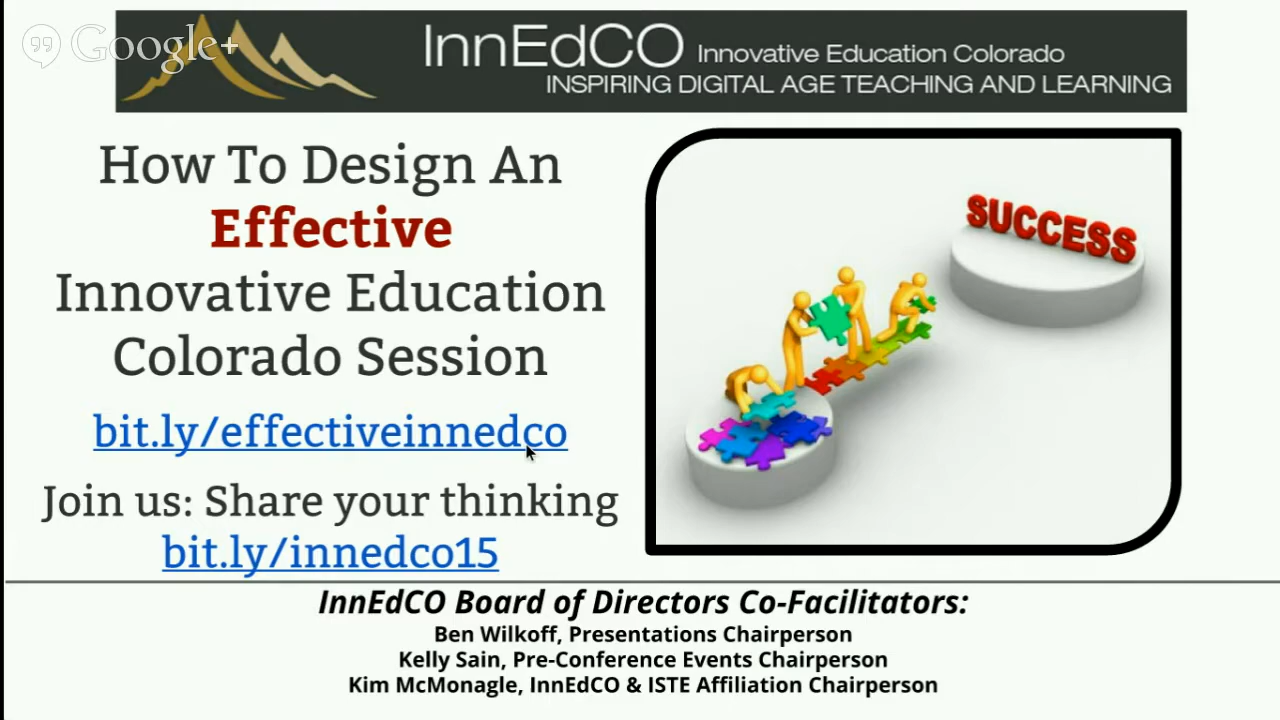 Google+
InnEdCO Innovative Education Colorado
INSPIRING DIGITAL AGE TEACHING AND LEARNING
How To Design An
Effective
Innovative Education
Colorado Session
bit.ly/effectiveinnedco
Join us: Share your thinking
bit.ly/innedco15
SUCCESS
InnEdCO Board of Directors Co-Facilitators:
Ben Wilkoff, Presentations Chairperson
Kelly Sain, Pre-Conference Events Chairperson
Kim McMonagle, InnEdCO & ISTE Affiliation Chairperson